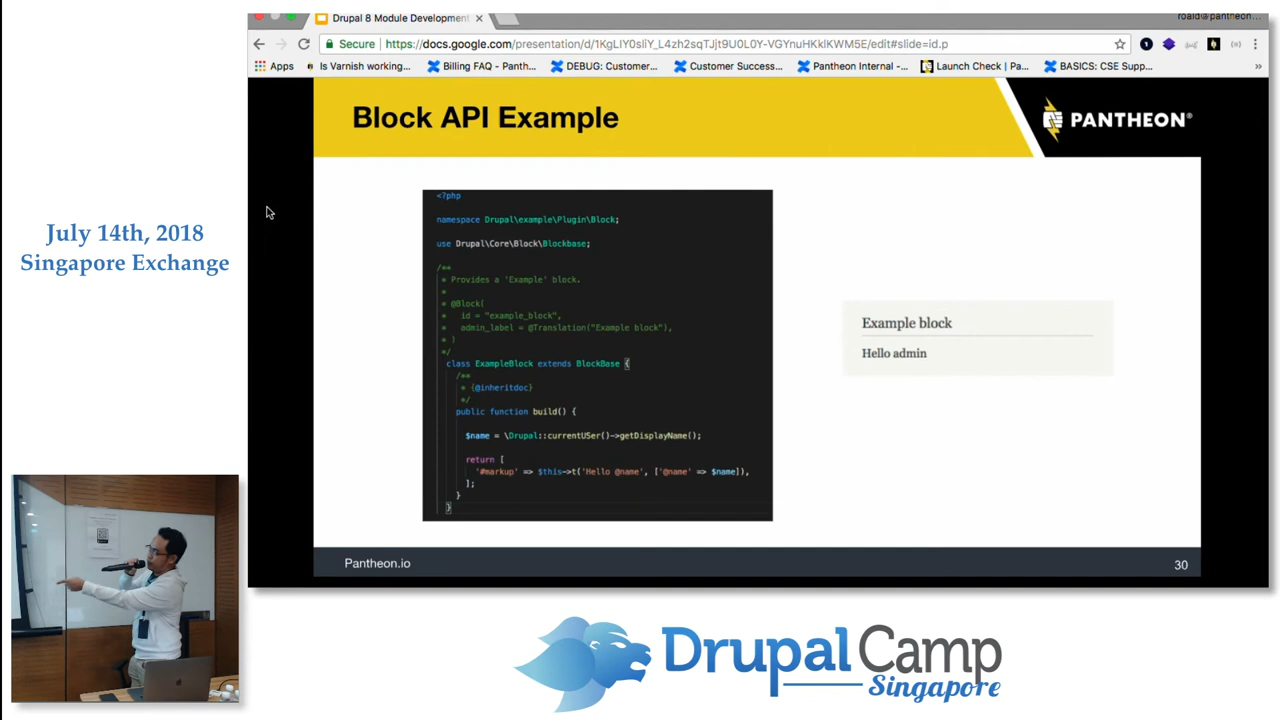 Drupal 8 Module Development
roald@pantheon...
Secure
https://docs.google.com/presentation/d/1KgLIY0sliY_L4zh2sqTJjt9U0L0Y-VGYnuHKklKWM5E/edit#slide=id.p
Apps
Is Varnish working...
Billing FAQ - Panth...
DEBUG: Customer...
Customer Success...
Pantheon Internal -...
Launch Check | Pa...
BASICS: CSE Supp...
Block API Example
PANTHEON
July 14th, 2018
Singapore Exchange
<?php
namespace Drupal\example\Plugin\Block;
use Drupal\Core\Block\Blockbase;
/**
* Provides a 'Example' block.
*
* @Block(
*   id = "example_block",
*   admin_label = @Translation("Example block"),
* )
*/
class ExampleBlock extends BlockBase {
/**
* {@inheritdoc}
*/
public function build() {
$name = \Drupal::currentUSer()->getDisplayName();
return [
'#markup' => $this->t('Hello @name', ['@name' => $name]),
];
}
}
Example block
Hello admin
Pantheon.io
30
DrupalCamp
Singapore